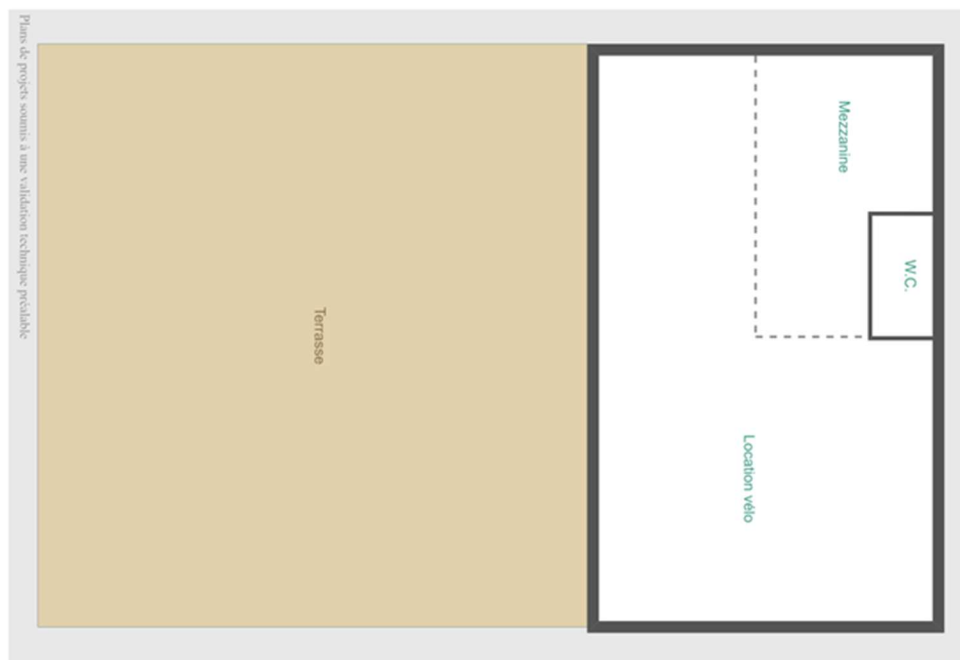 Plans de projets soumis à une validation technique préalable
Mezzanine
W.C.
Terrasse
Location vélo